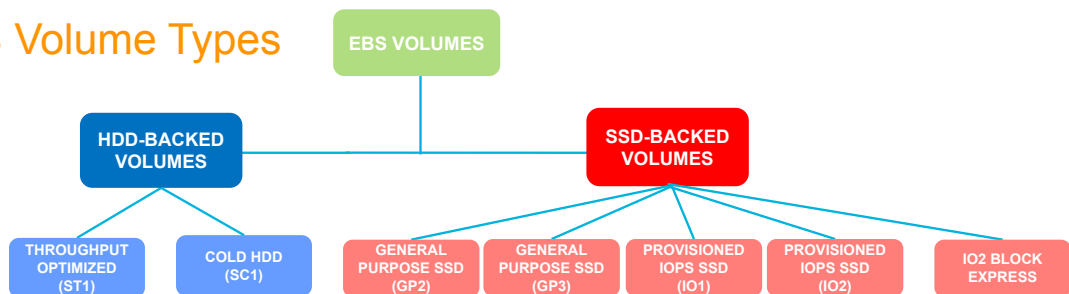 Volume Types
EBS VOLUMES
HDD-BACKED
VOLUMES
SSD-BACKED
VOLUMES
THROUGHPUT
OPTIMIZED
(ST1)
COLD HDD
(SC1)
GENERAL
PURPOSE SSD
(GP2)
GENERAL
PURPOSE SSD
(GP3)
PROVISIONED
IOPS SSD
(IO1)
PROVISIONED
IOPS SSD
(IO2)
IO2 BLOCK
EXPRESS